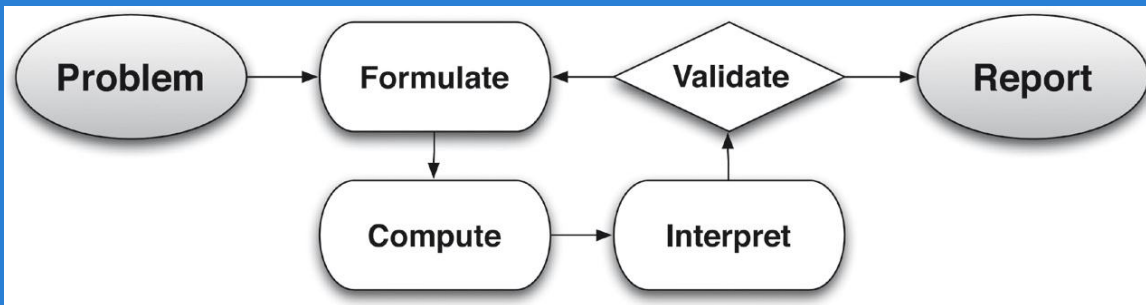 Problem
Formulate
Validate
Report
Compute
Interpret